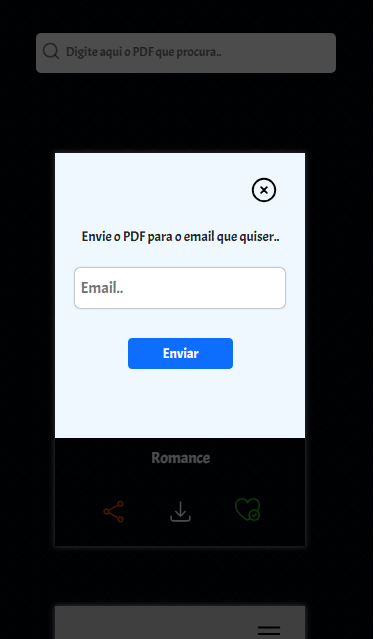 Digite aqui o PDF que procura..
Envie o PDF para o email que quiser..
Email..
Enviar
Romance